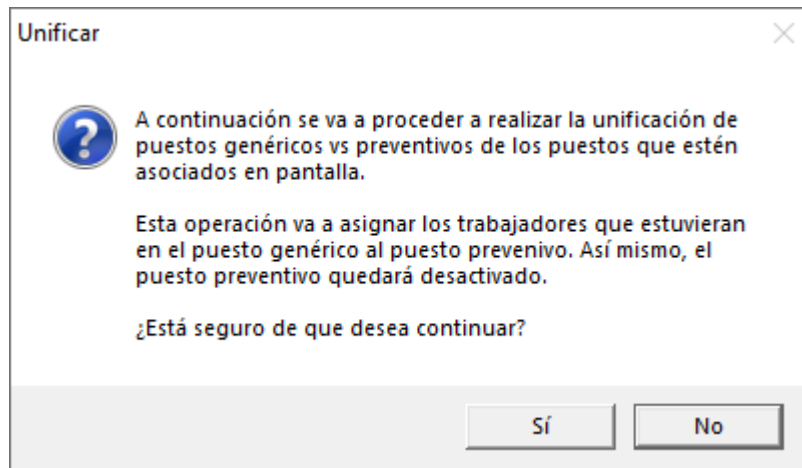 Unificar
A continuación se va a proceder a realizar la unificación de
puestos genéricos vs preventivos de los puestos que estén
asociados en pantalla.
Esta operación va a asignar los trabajadores que estuvieran
en el puesto genérico al puesto prevenivo. Así mismo, el
puesto preventivo quedará desactivado.
¿Está seguro de que desea continuar?
Sí
No